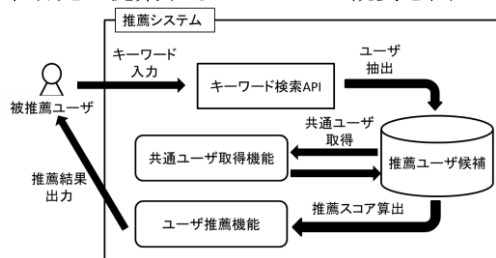 推薦システム
キーワード
入力
ユーザ
抽出
キーワード検索API
被推薦ユーザ
共通ユーザ
取得
共通ユーザ取得機能
推薦ユーザ候補
推薦結果
出力
推薦スコア算出
ユーザ推薦機能